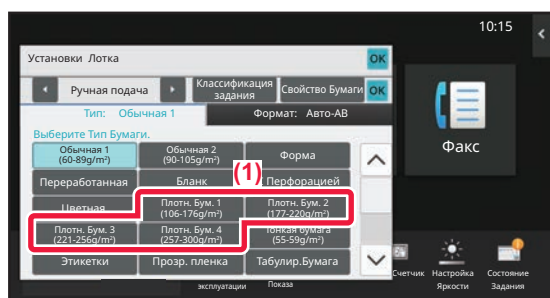 10:15
Установки Лотка
OK
Ручная подача
Классификация задания
Свойство Бумаги
OK
Тип: Обычная 1
Формат: Авто-AB
Выберите Тип Бумаги.
Обычная 1
(60-89g/m²)
Обычная 2
(90-105g/m²)
Форма
Переработанная
Бланк
(1)
Перфорацией
Цветная
Плотн. Бум. 1
(106-176g/m²)
Плотн. Бум. 2
(177-220g/m²)
Плотн. Бум. 3
(221-256g/m²)
Плотн. Бум. 4
(257-300g/m²)
Тонкая бумага
(55-59g/m²)
Этикетки
Прозр. пленка
Табулир.Бумага
Факс
эксплуатации
Показа
Счетчик
Настройка
Яркости
Состояние
Задания